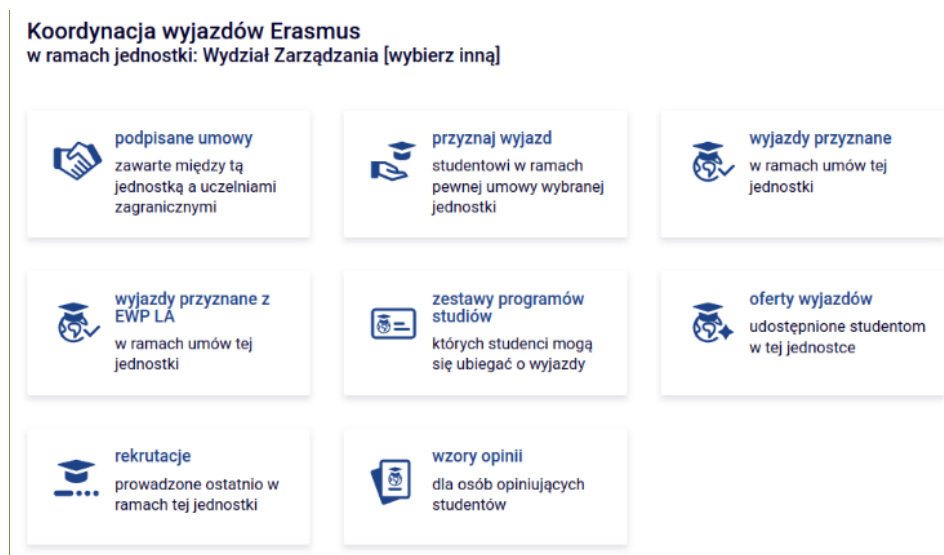 Koordynacja wyjazdów Erasmus
w ramach jednostki: Wydział Zarządzania [wybierz inną]
podpisane umowy
zawarte między tą
jednostką a uczelniami
zagranicznymi
przyznaj wyjazd
studentowi w ramach
pewnej umowy wybranej
jednostki
wyjazdy przyznane
w ramach umów tej
jednostki
wyjazdy przyznane z
EWP LA
w ramach umów tej
jednostki
zestawy programów
studiów
których studenci mogą
się ubiegać o wyjazdy
oferty wyjazdów
udostępnione studentom
w tej jednostce
rekrutacje
prowadzone ostatnio w
ramach tej jednostki
wzory opinii
dla osób opiniujących
studentów